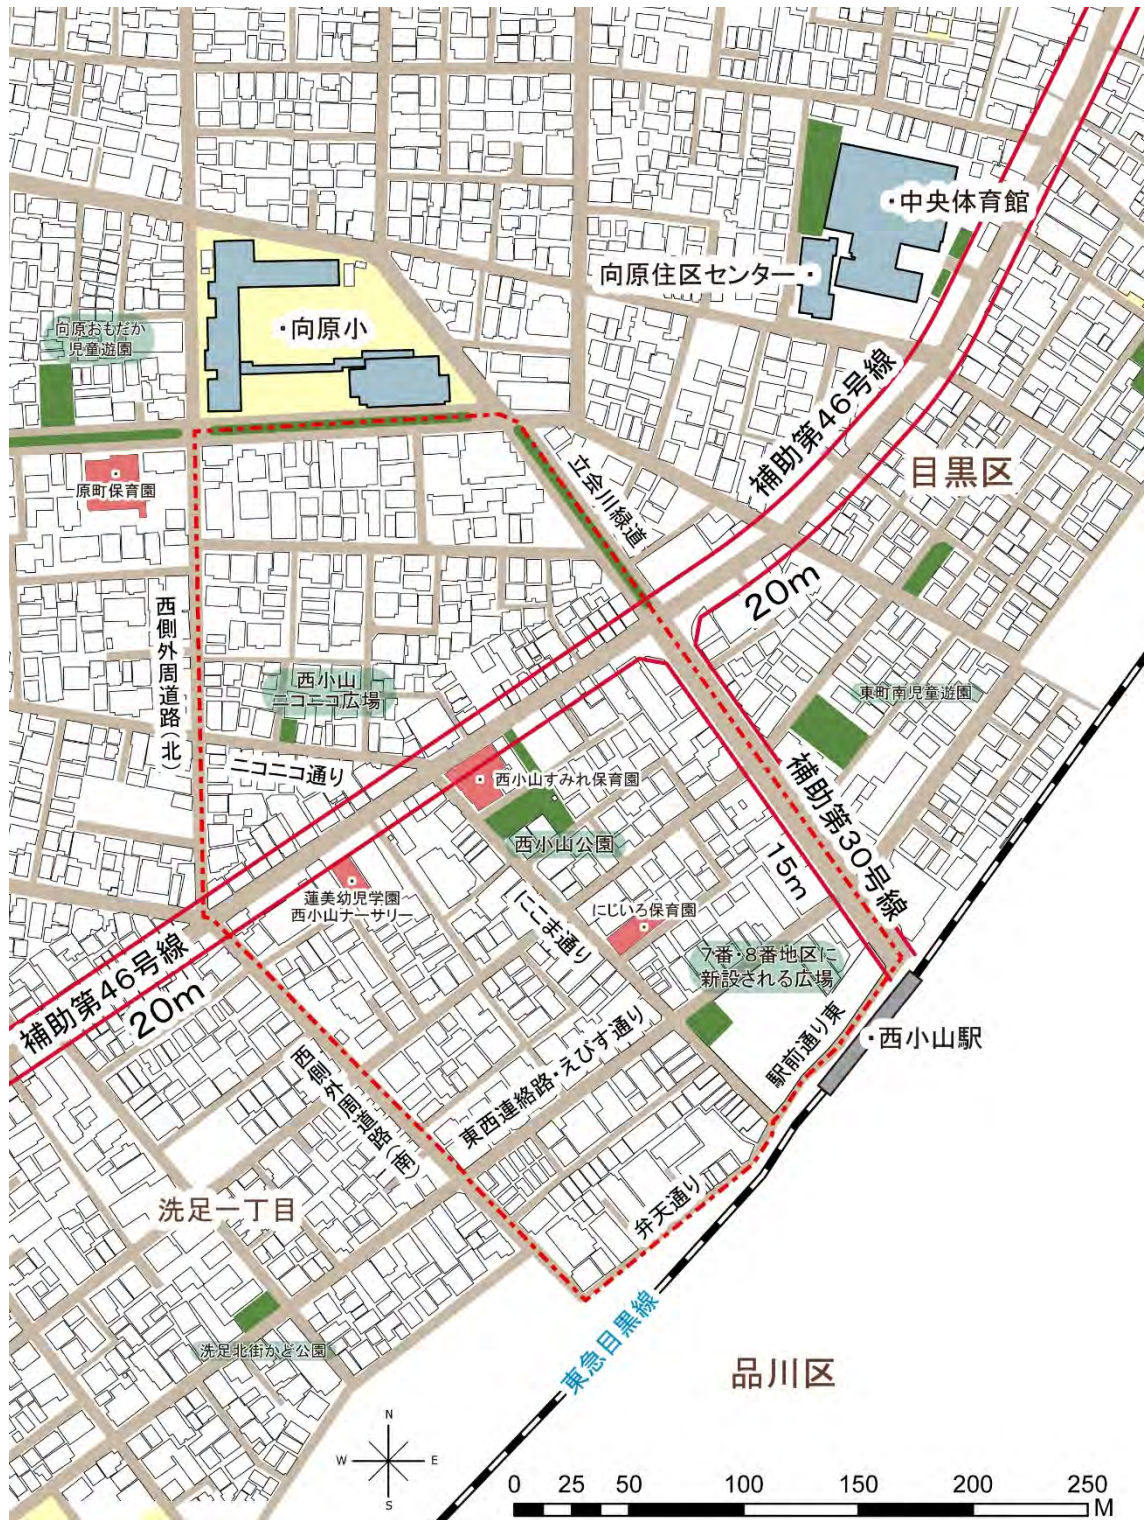 ・中央体育館
向原住区センター・
・向原小
向原おもだか
児童遊園
補助第46号線
目黒区
立会川緑道
原町保育園
20m
西側外周道路(北)
西小山
ニコニコ広場
東町南児童遊園
ニコニコ通り
西小山すみれ保育園
補助第30号線
西小山公園
15m
蓮美幼児学園
西小山ナーサリー
にこま通り
にじいろ保育園
7番・8番地区に
新設される広場
補助第46号線
20m
駅前通り東
・西小山駅
東西連絡路・えびす通り
西側外周道路(南)
弁天通り
洗足一丁目
洗足北街かど公園
東急目黒線
品川区
N
W E
S
0 25 50 100 150 200 250
M